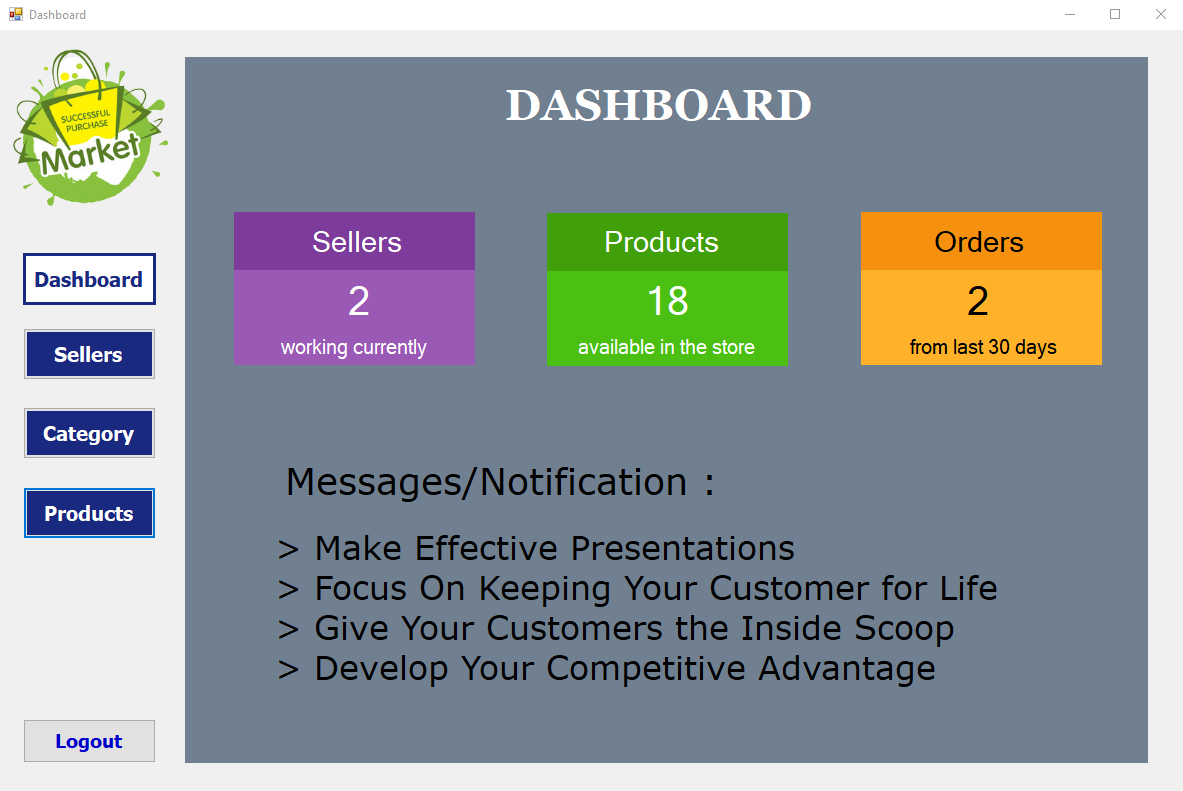 Dashboard
SUCCESSFUL
PURCHASE
Market
Dashboard
Sellers
Category
Products
Logout
DASHBOARD
Sellers
2
working currently
Products
18
available in the store
Orders
2
from last 30 days
Messages/Notification :
> Make Effective Presentations
> Focus On Keeping Your Customer for Life
> Give Your Customers the Inside Scoop
> Develop Your Competitive Advantage